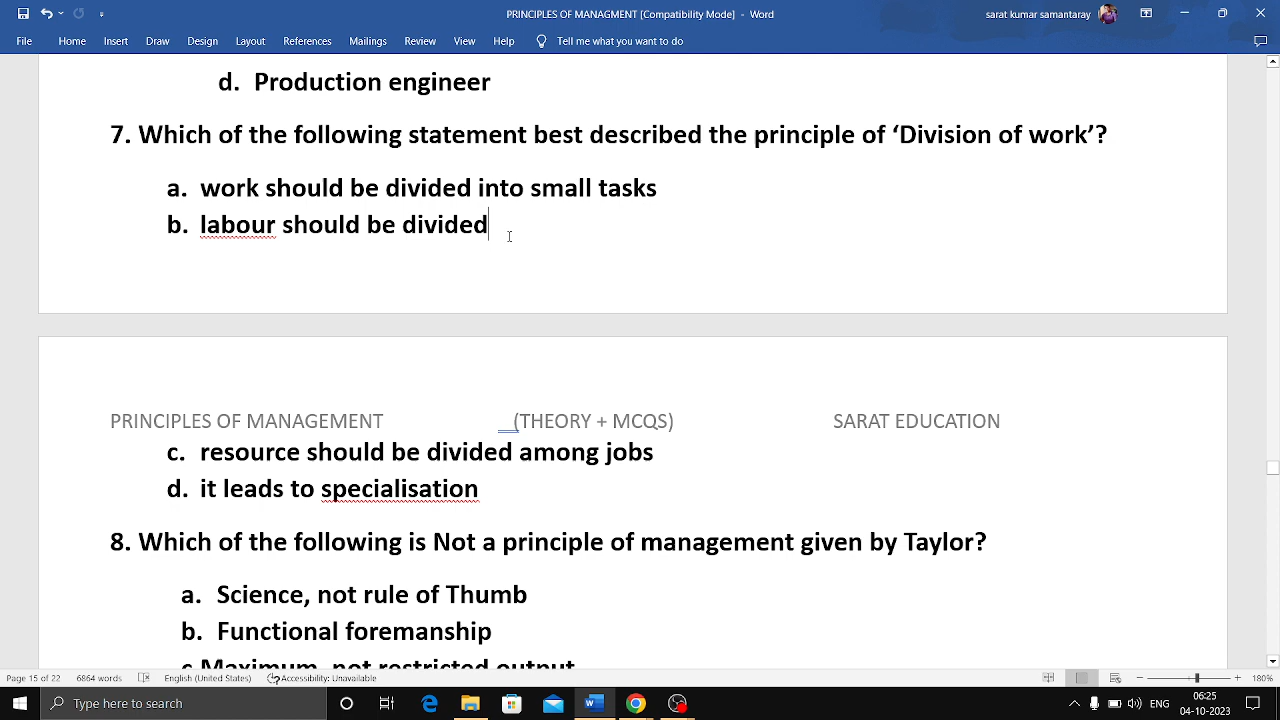 PRINCIPLES OF MANAGMENT [Compatibility Mode] - Word
sarat kumar samantaray
File Home Insert Draw Design Layout References Mailings Review View Help Tell me what you want to do
d. Production engineer
7. Which of the following statement best described the principle of ‘Division of work’?
a. work should be divided into small tasks
b. labour should be divided
PRINCIPLES OF MANAGEMENT (THEORY + MCQS) SARAT EDUCATION
c. resource should be divided among jobs
d. it leads to specialisation
8. Which of the following is Not a principle of management given by Taylor?
a. Science, not rule of Thumb
b. Functional foremanship
c. Maximum, not restricted output
Page 15 of 22 6864 words English (United States) Accessibility: Unavailable 180%
Type here to search
ENG
06:25
04-10-2023